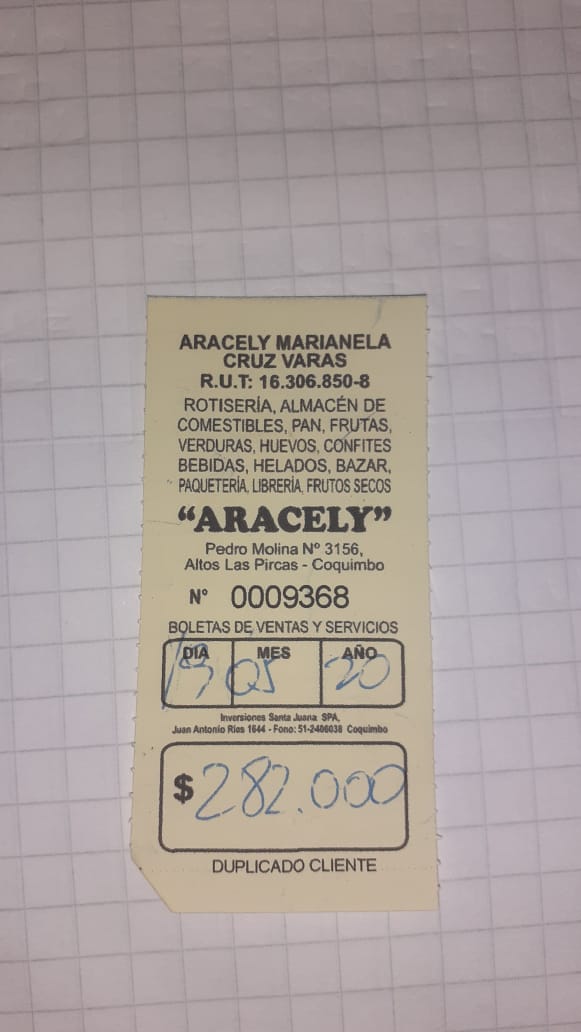 ARACELY MARIANELA
CRUZ VARAS
R.U.T: 16.306.850-8
ROTISERÍA, ALMACÉN DE
COMESTIBLES, PAN, FRUTAS,
VERDURAS, HUEVOS, CONFITES
BEBIDAS, HELADOS, BAZAR,
PAQUETERÍA, LIBRERÍA, FRUTOS SECOS
“ARACELY”
Pedro Molina Nº 3156,
Altos Las Pircas - Coquimbo
Nº 0009368
BOLETAS DE VENTAS Y SERVICIOS
DIA MES AÑO
05 20
Inversiones Santa Juana SPA,
Juan Antonio Rios 1644 - Fono: 51-2406038 Coquimbo
$ 282.000
DUPLICADO CLIENTE